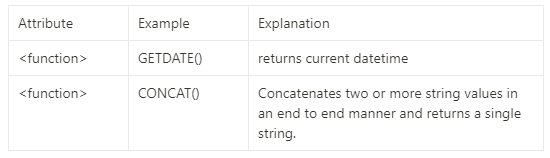 Attribute Example Explanation
<function> GETDATE() returns current datetime
<function> CONCAT() Concatenates two or more string values in
an end to end manner and returns a single
string.